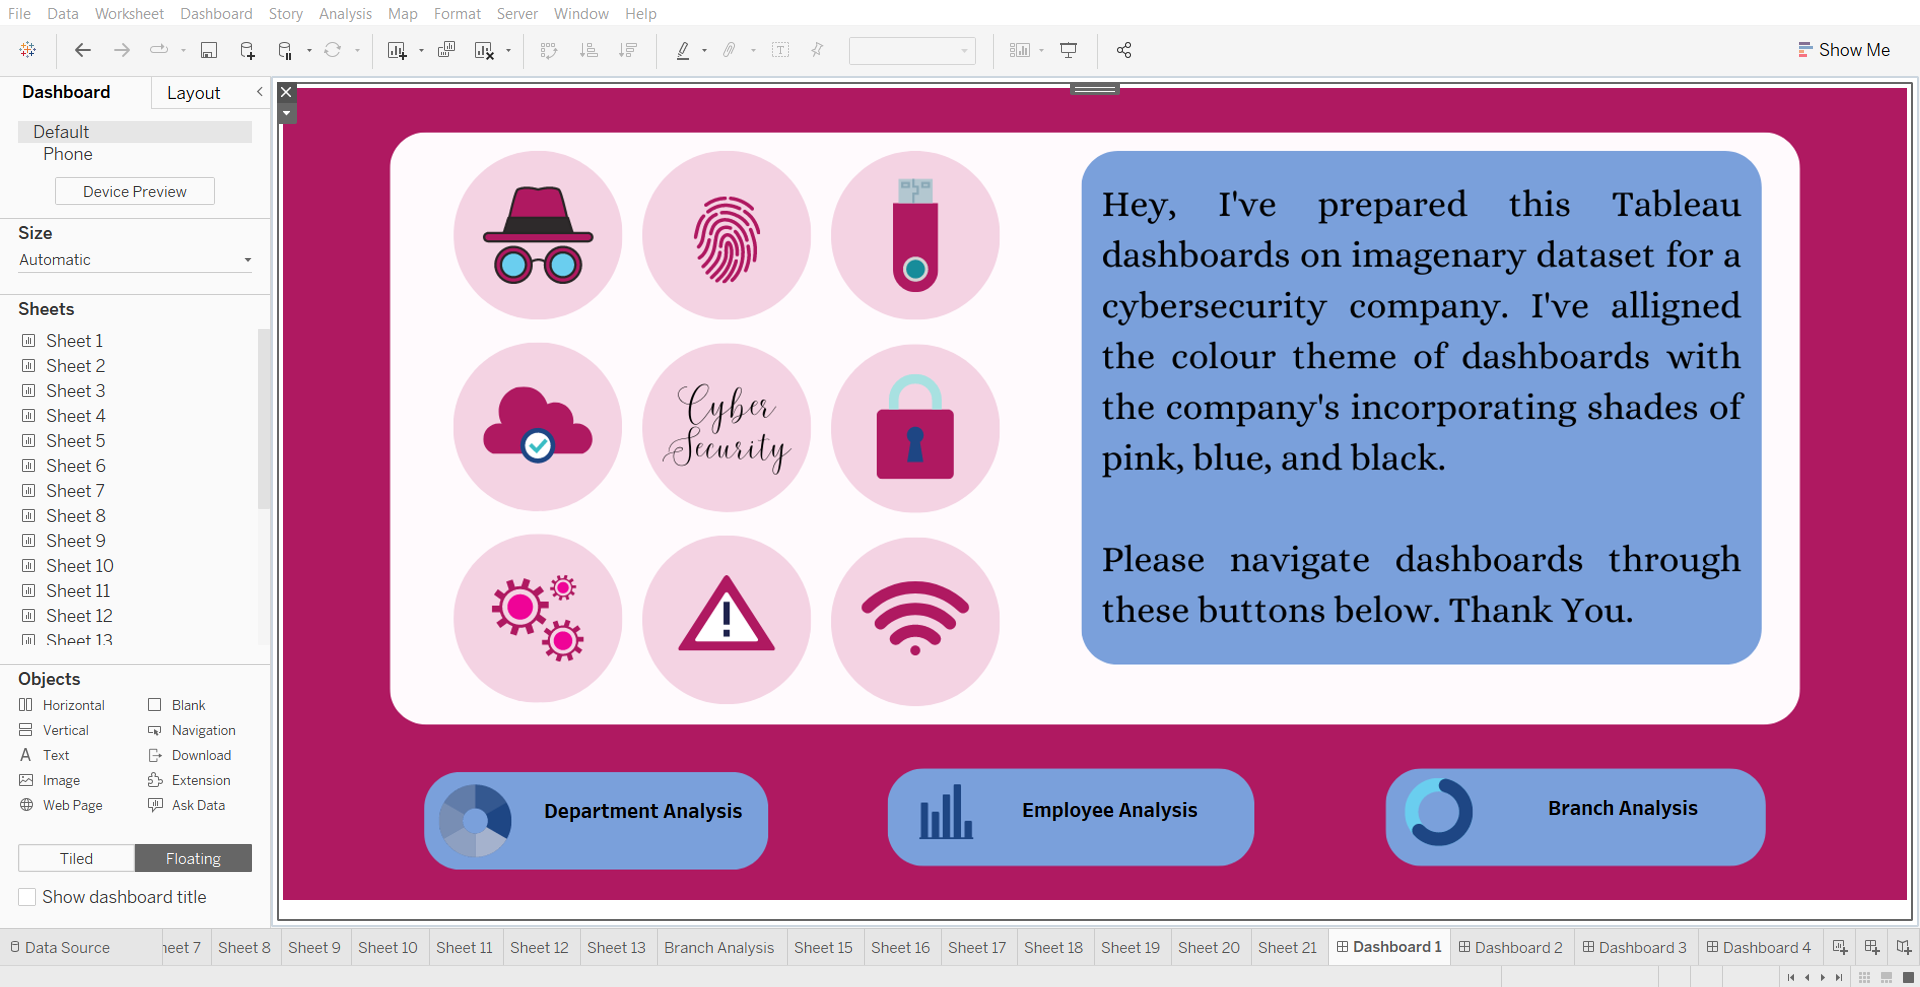 File Data Worksheet Dashboard Story Analysis Map Format Server Window Help
Show Me
Dashboard Layout
Default
Phone
Device Preview
Size
Automatic
Sheets
Sheet 1
Sheet 2
Sheet 3
Sheet 4
Sheet 5
Sheet 6
Sheet 7
Sheet 8
Sheet 9
Sheet 10
Sheet 11
Sheet 12
Sheet 13
Objects
Horizontal Blank
Vertical Navigation
Text Download
Image Extension
Web Page Ask Data
Tiled Floating
Show dashboard title
Cyber
Security
Hey, I've prepared this Tableau
dashboards on imagenary dataset for a
cybersecurity company. I've alligned
the colour theme of dashboards with
the company's incorporating shades of
pink, blue, and black.
Please navigate dashboards through
these buttons below. Thank You.
Department Analysis
Employee Analysis
Branch Analysis
Data Source heet 7 Sheet 8 Sheet 9 Sheet 10 Sheet 11 Sheet 12 Sheet 13 Branch Analysis Sheet 15 Sheet 16 Sheet 17 Sheet 18 Sheet 19 Sheet 20 Sheet 21 Dashboard 1 Dashboard 2 Dashboard 3 Dashboard 4